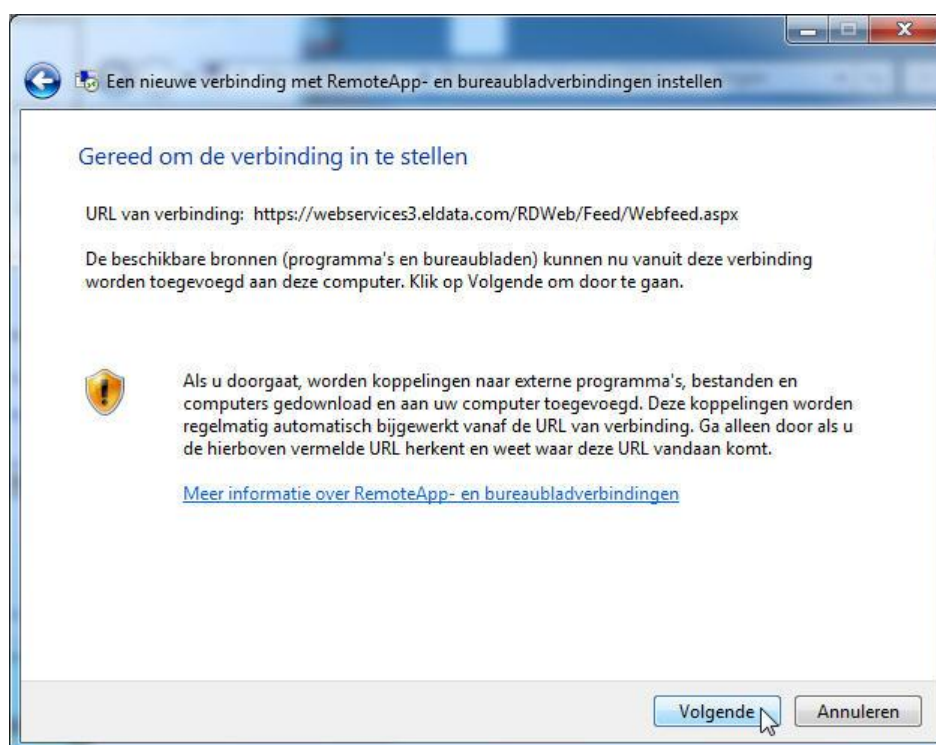 Een nieuwe verbinding met RemoteApp- en bureaubladverbindingen instellen
Gereed om de verbinding in te stellen
URL van verbinding: https://webservices3.eldata.com/RDWeb/Feed/Webfeed.aspx
De beschikbare bronnen (programma's en bureaubladen) kunnen nu vanuit deze verbinding
worden toegevoegd aan deze computer. Klik op Volgende om door te gaan.
Als u doorgaat, worden koppelingen naar externe programma's, bestanden en
computers gedownload en aan uw computer toegevoegd. Deze koppelingen worden
regelmatig automatisch bijgewerkt vanaf de URL van verbinding. Ga alleen door als u
de hierboven vermelde URL herkent en weet waar deze URL vandaan komt.
Meer informatie over RemoteApp- en bureaubladverbindingen
Volgende Annuleren